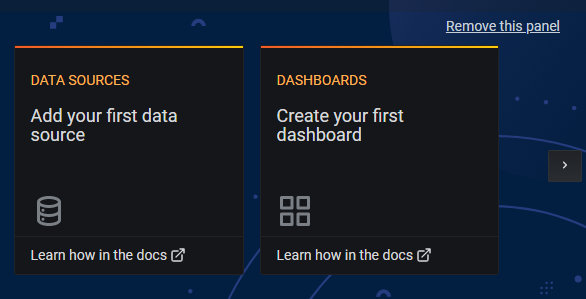 Remove this panel
DATA SOURCES
Add your first data
source
Learn how in the docs
DASHBOARDS
Create your first
dashboard
Learn how in the docs